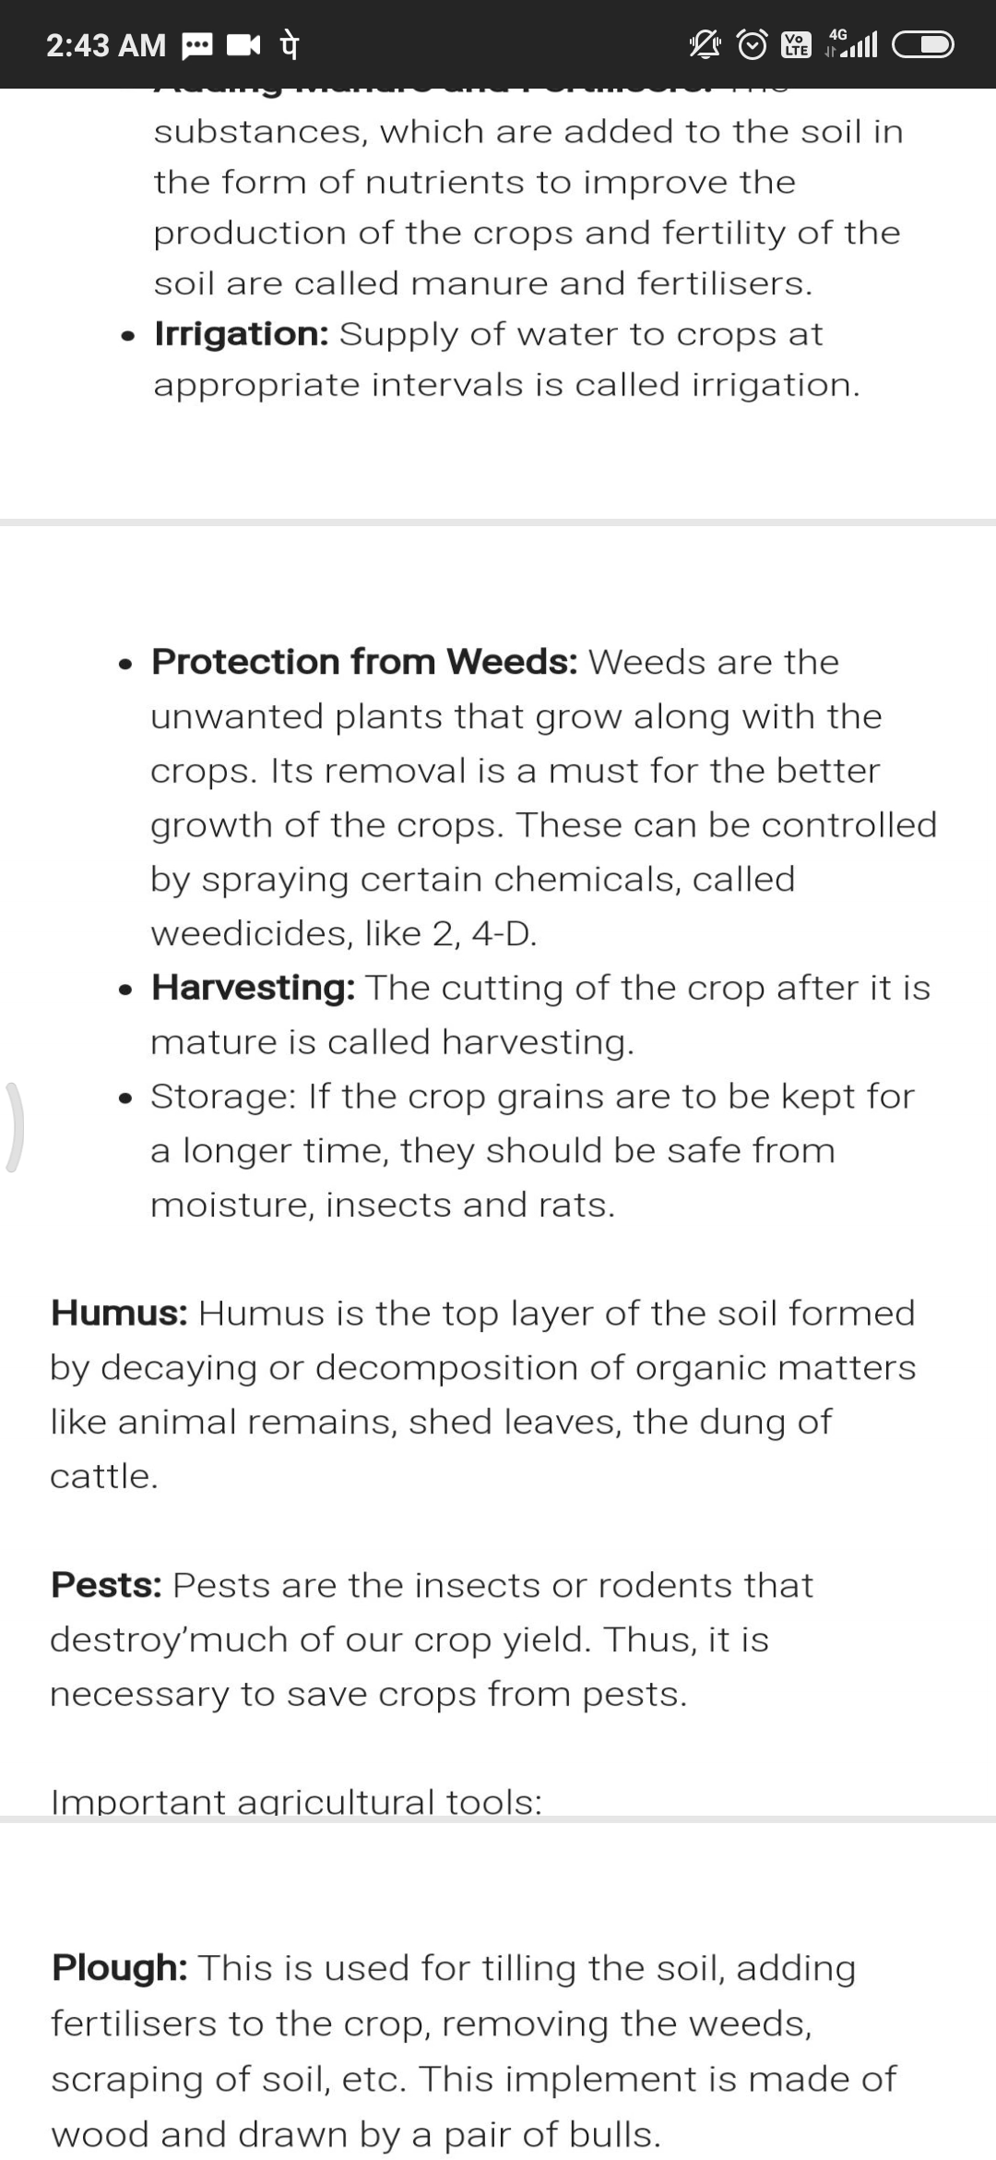 2:43 AM पे Vo LTE 4G
Adding Manure and Fertilisers: The
substances, which are added to the soil in
the form of nutrients to improve the
production of the crops and fertility of the
soil are called manure and fertilisers.
• Irrigation: Supply of water to crops at
appropriate intervals is called irrigation.
• Protection from Weeds: Weeds are the
unwanted plants that grow along with the
crops. Its removal is a must for the better
growth of the crops. These can be controlled
by spraying certain chemicals, called
weedicides, like 2, 4-D.
• Harvesting: The cutting of the crop after it is
mature is called harvesting.
• Storage: If the crop grains are to be kept for
a longer time, they should be safe from
moisture, insects and rats.
Humus: Humus is the top layer of the soil formed
by decaying or decomposition of organic matters
like animal remains, shed leaves, the dung of
cattle.
Pests: Pests are the insects or rodents that
destroy’much of our crop yield. Thus, it is
necessary to save crops from pests.
Important agricultural tools:
Plough: This is used for tilling the soil, adding
fertilisers to the crop, removing the weeds,
scraping of soil, etc. This implement is made of
wood and drawn by a pair of bulls.